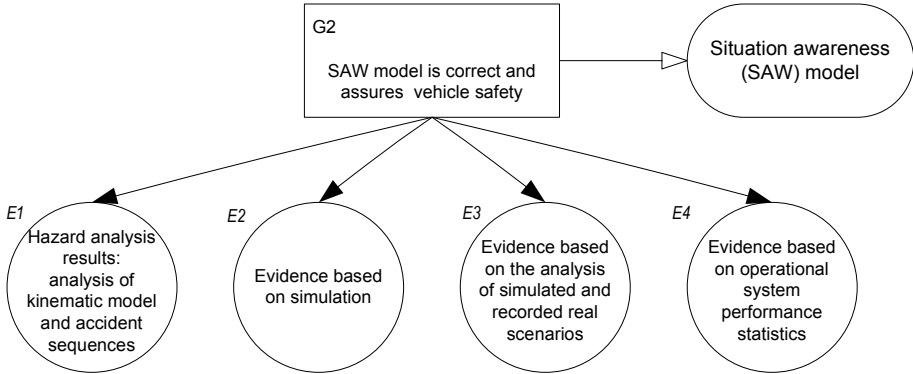 G2
SAW model is correct and
assures vehicle safety
Situation awareness
(SAW) model
E1
Hazard analysis
results:
analysis of
kinematic model
and accident
sequences
E2
Evidence based
on simulation
E3
Evidence based
on the analysis
of simulated and
recorded real
scenarios
E4
Evidence based
on operational
system
performance
statistics